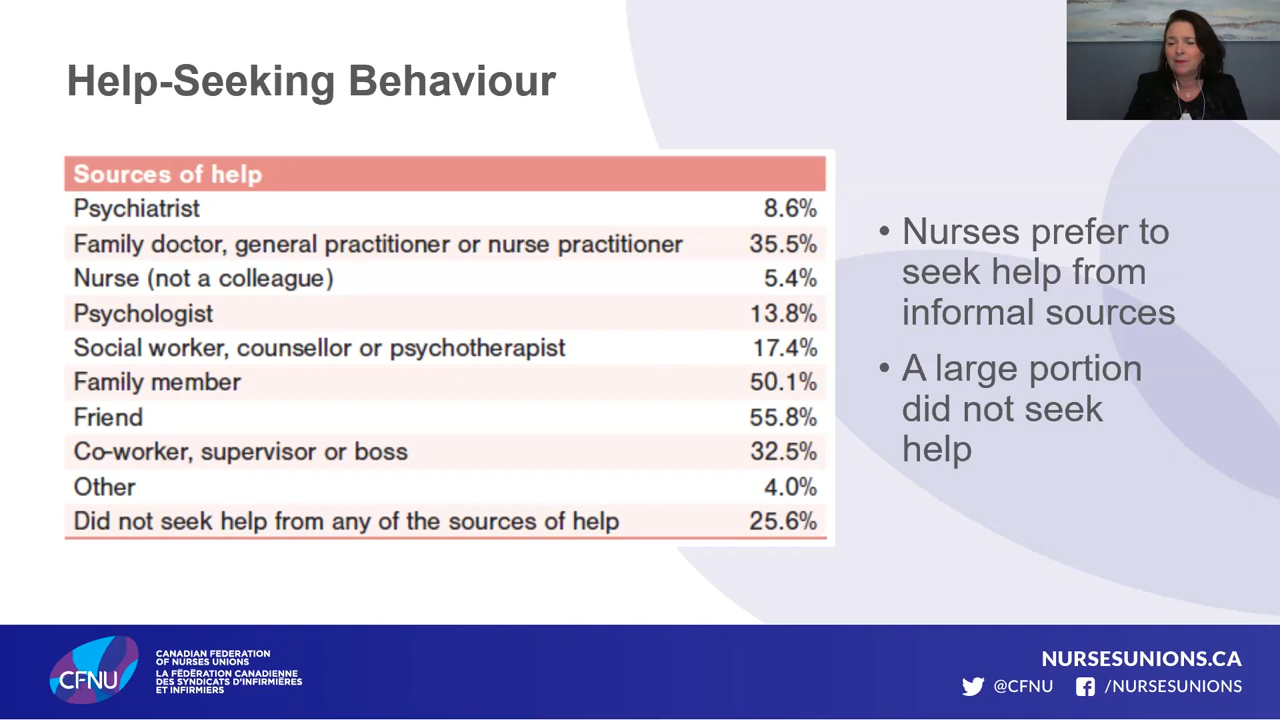 Help-Seeking Behaviour
Sources of help
Psychiatrist 8.6%
Family doctor, general practitioner or nurse practitioner 35.5%
Nurse (not a colleague) 5.4%
Psychologist 13.8%
Social worker, counsellor or psychotherapist 17.4%
Family member 50.1%
Friend 55.8%
Co-worker, supervisor or boss 32.5%
Other 4.0%
Did not seek help from any of the sources of help 25.6%
• Nurses prefer to
seek help from
informal sources
• A large portion
did not seek
help
CFNU
CANADIAN FEDERATION
OF NURSES UNIONS
LA FÉDÉRATION CANADIENNE
DES SYNDICATS D'INFIRMIÈRES
ET INFIRMIERS
NURSESUNIONS.CA
@CFNU /NURSESUNIONS